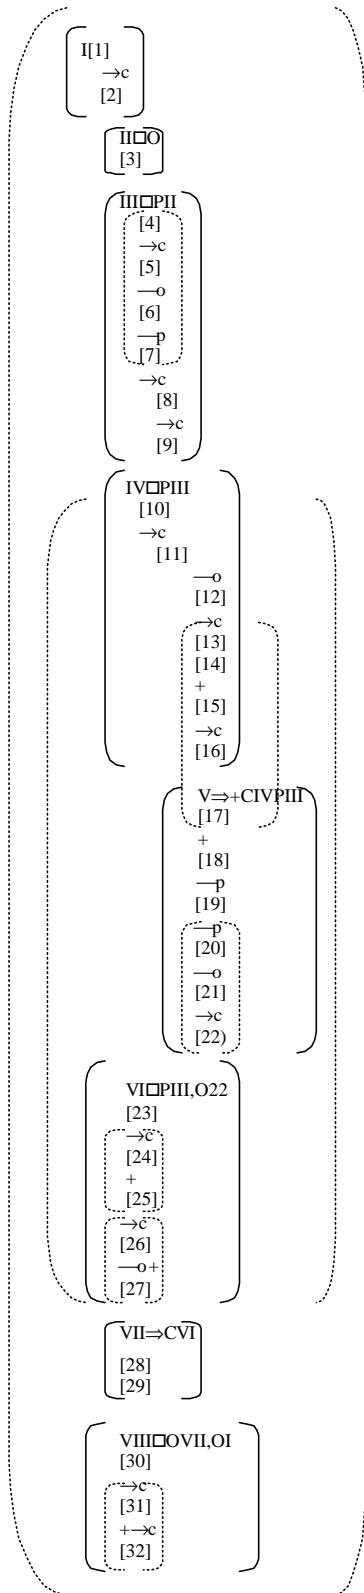 I[1]
→c
[2]
II□O
[3]
III□PII
[4]
→c
[5]
—o
[6]
—p
[7]
→c
[8]
→c
[9]
IV□PIII
[10]
→c
[11]
—o
[12]
→c
[13]
[14]
+
[15]
→c
[16]
V⇒+CIVPIII
[17]
+
[18]
—p
[19]
—p
[20]
—o
[21]
→c
[22)
VI□PIII,O22
[23]
→c
[24]
+
[25]
→c
[26]
—o+
[27]
VII⇒CVI
[28]
[29]
VIII□OVII,OI
[30]
→c
[31]
+→c
[32]